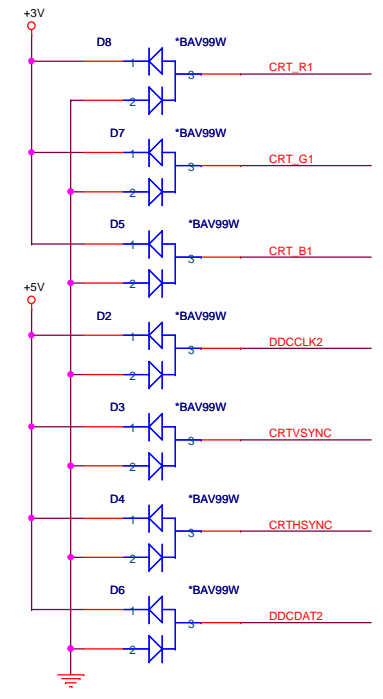 +3V
D8 *BAV99W
1
3 CRT_R1
2
D7 *BAV99W
1
3 CRT_G1
2
D5 *BAV99W
1
3 CRT_B1
2
+5V
D2 *BAV99W
1
3 DDCCLK2
2
D3 *BAV99W
1
3 CRTVSYNC
2
D4 *BAV99W
1
3 CRTHSYNC
2
D6 *BAV99W
1
3 DDCDAT2
2